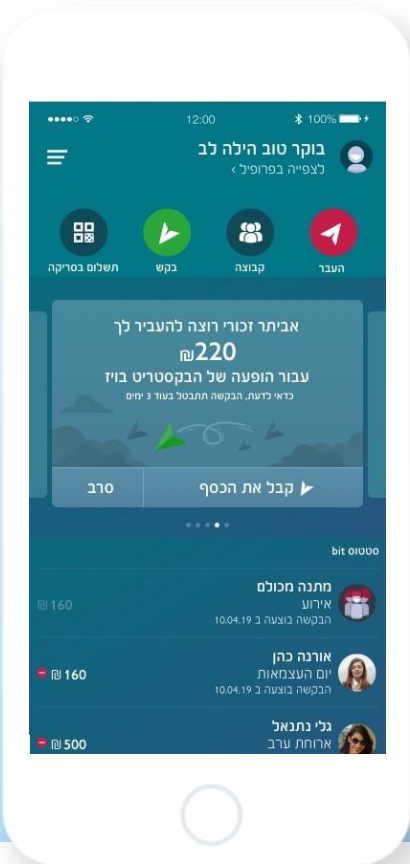 12:00
100%
בוקר טוב הילה לב
לצפייה בפרופיל ›
העבר
קבוצה
בקש
תשלום בסריקה
אביתר זכורי רוצה להעביר לך
₪220
עבור הופעה של הבקסטריט בויז
כדאי לדעת, הבקשה תתבטל בעוד 3 ימים
קבל את הכסף
סרב
סטטוס bit
מתנה מכולם
אירוע
הבקשה בוצעה ב 10.04.19
₪ 160
אורנה כהן
יום העצמאות
הבקשה בוצעה ב 10.04.19
₪ 160
גלי נתנאל
ארוחת ערב
₪ 500